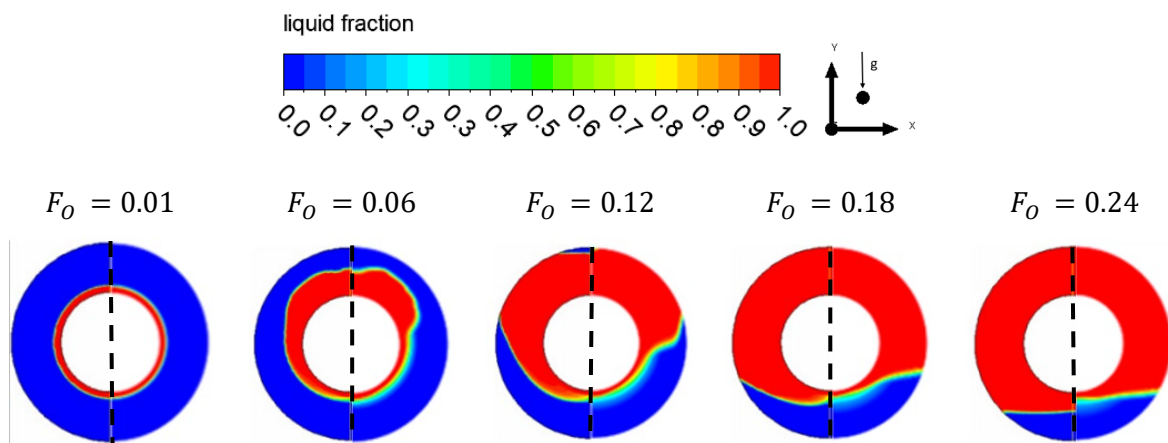 liquid fraction
0.0 0.1 0.2 0.3 0.3 0.4 0.5 0.6 0.7 0.8 0.8 0.9 1.0
Y
g
X
F_O = 0.01
F_O = 0.06
F_O = 0.12
F_O = 0.18
F_O = 0.24